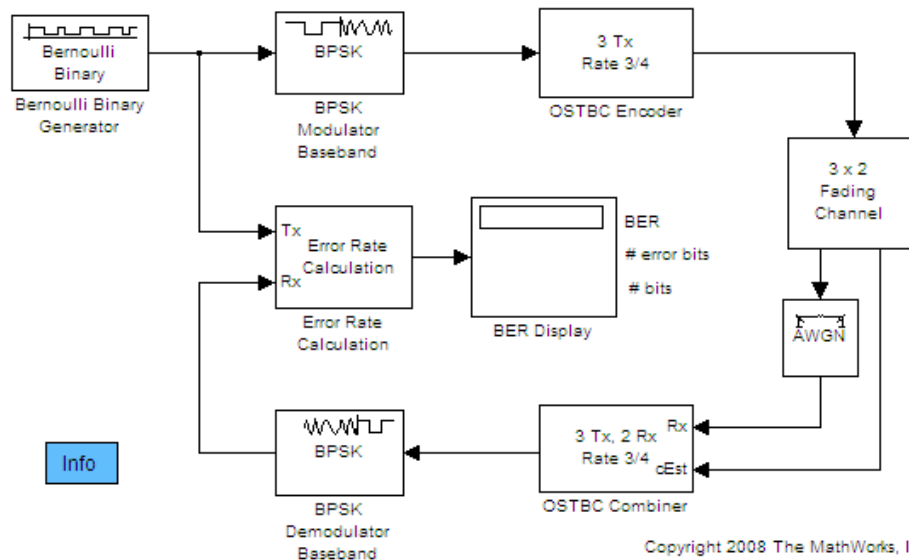 Bernoulli
Binary
Bernoulli Binary
Generator
BPSK
BPSK
Modulator
Baseband
3 Tx
Rate 3/4
OSTBC Encoder
3 x 2
Fading
Channel
Tx
Rx
Error Rate
Calculation
Error Rate
Calculation
BER
# error bits
# bits
BER Display
AWGN
BPSK
BPSK
Demodulator
Baseband
3 Tx, 2 Rx
Rate 3/4
Rx
cEst
OSTBC Combiner
Info
Copyright 2008 The MathWorks, I